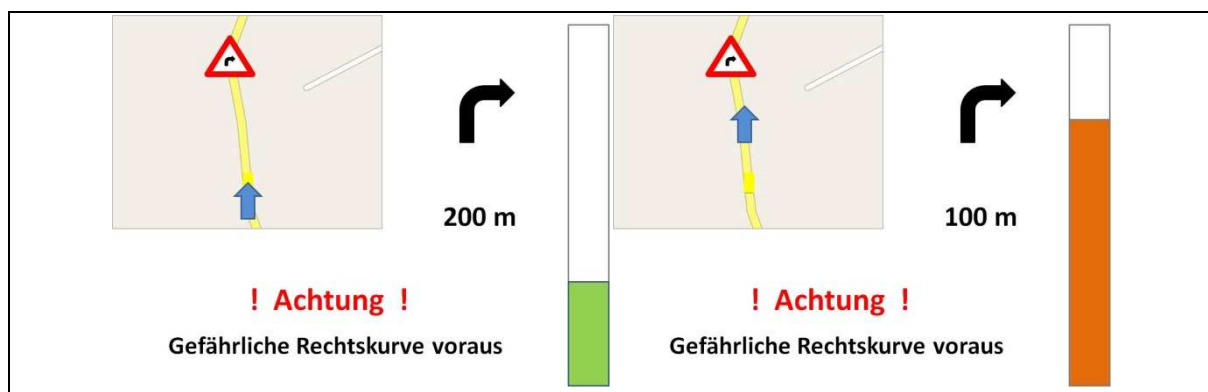 200 m
! Achtung !
Gefährliche Rechtskurve voraus
100 m
! Achtung !
Gefährliche Rechtskurve voraus